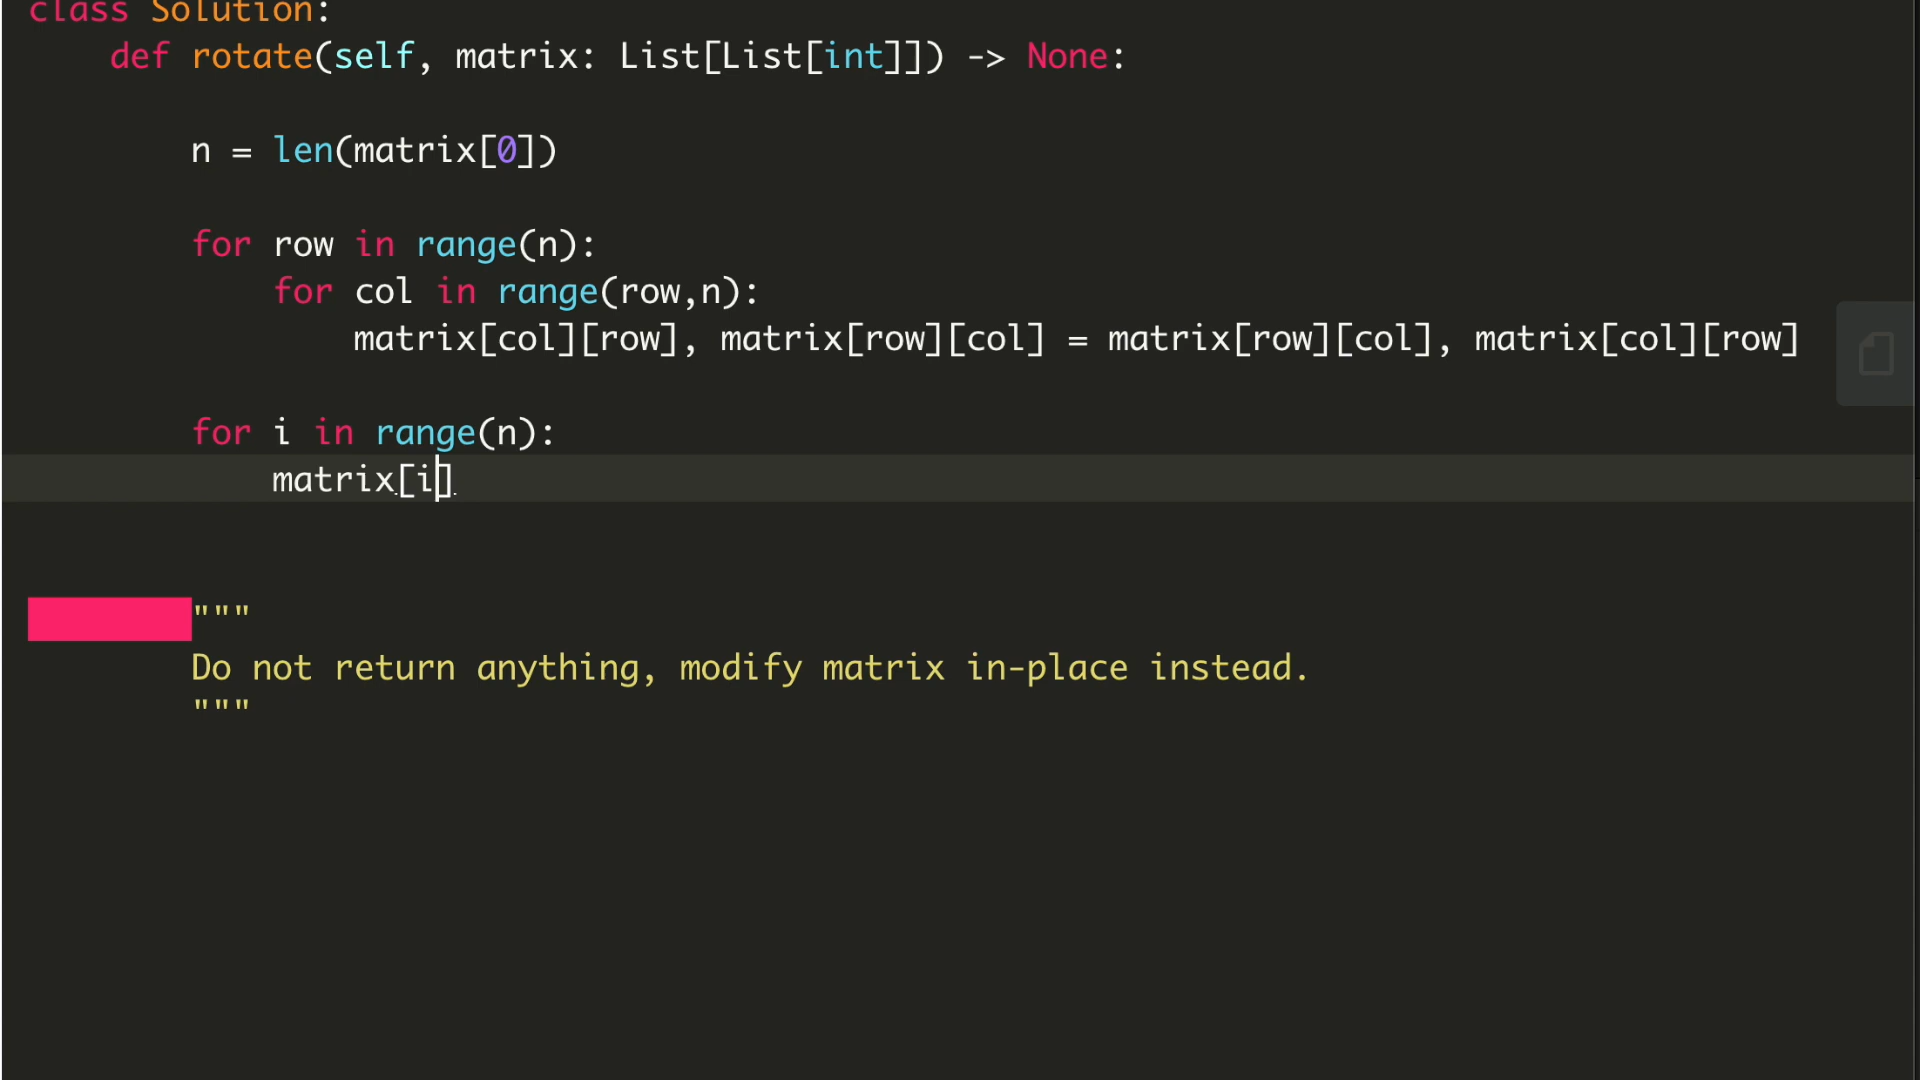 class Solution:
def rotate(self, matrix: List[List[int]]) -> None:
n = len(matrix[0])
for row in range(n):
for col in range(row,n):
matrix[col][row], matrix[row][col] = matrix[row][col], matrix[col][row]
for i in range(n):
matrix[i]
"""
Do not return anything, modify matrix in-place instead.
"""